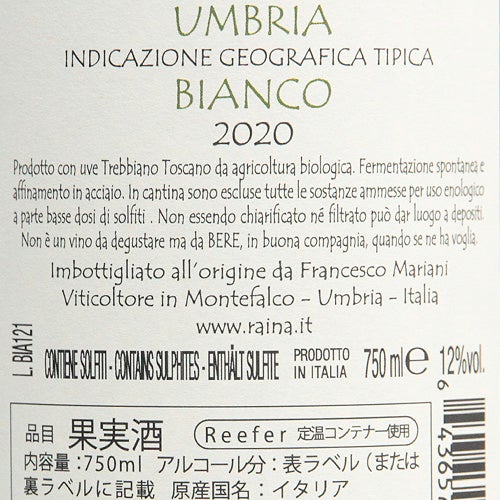 UMBRIA
INDICAZIONE GEOGRAFICA TIPICA
BIANCO
2020
Prodotto con uve Trebbiano Toscano da agricoltura biologica. Fermentazione spontanea e
affinamento in acciaio. In cantina sono escluse tutte le sostanze ammesse per uso enologico
a parte basse dosi di solfiti . Non essendo chiarificato né filtrato può dar luogo a depositi.
Non è un vino da degustare ma da BERE, in buona compagnia, quando se ne ha voglia.
Imbottigliato all'origine da Francesco Mariani
Viticoltore in Montefalco - Umbria - Italia
www.raina.it
L. BIA121
CONTIENE SOLFITI - CONTAINS SULPHITES - ENTHÄLT SULFITE PRODOTTO IN ITALIA 750 ml e 12%vol.
品目 果実酒 Reefer 定温コンテナー使用
内容量:750ml アルコール分:表ラベル(または
裏ラベルに記載 原産国名:イタリア
6 4365